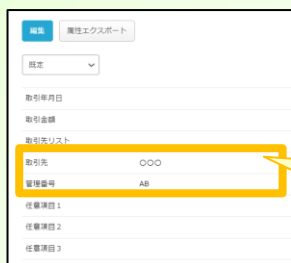 編集 属性エクスポート
既定
取引年月日
取引金額
取引先リスト
取引先 〇〇〇
管理番号 AB
任意項目1
任意項目2
任意項目3